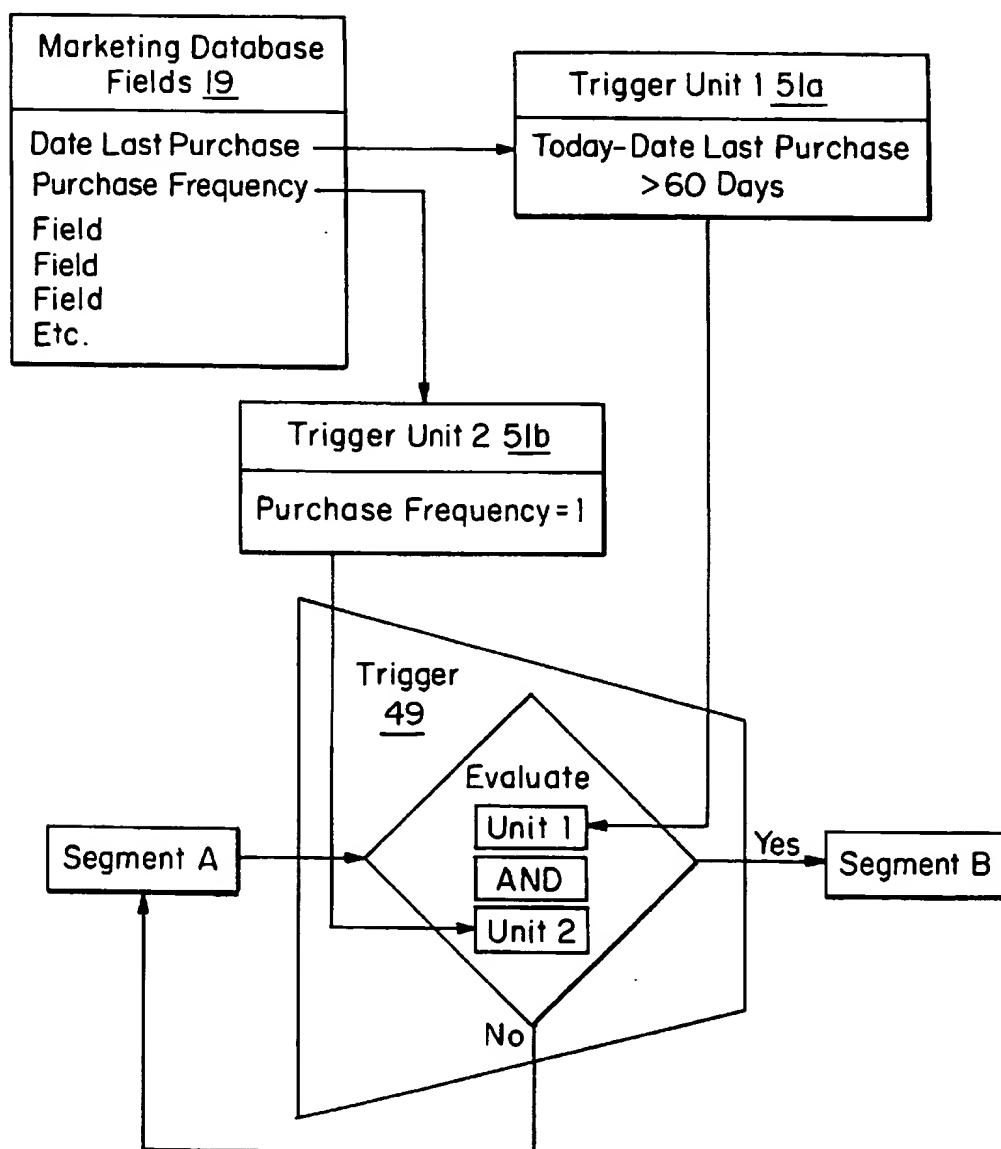 Marketing Database
Fields 19
Date Last Purchase
Purchase Frequency
Field
Field
Field
Etc.
Trigger Unit 1 51a
Today-Date Last Purchase
>60 Days
Trigger Unit 2 51b
Purchase Frequency=1
Trigger
49
Evaluate
Unit 1
AND
Unit 2
Segment A
Yes
Segment B
No